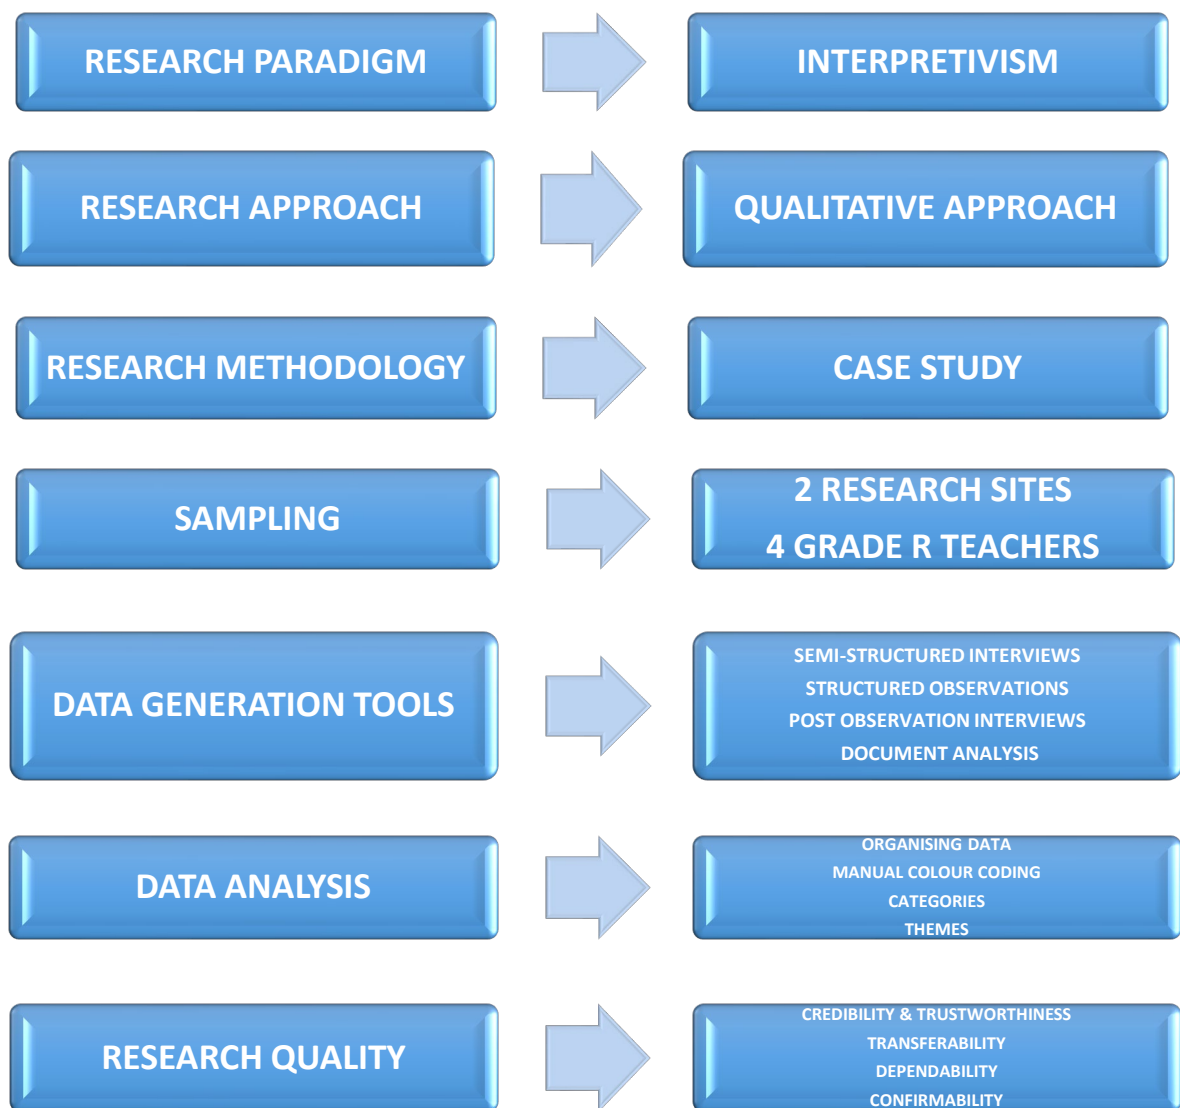 RESEARCH PARADIGM
INTERPRETIVISM
RESEARCH APPROACH
QUALITATIVE APPROACH
RESEARCH METHODOLOGY
CASE STUDY
SAMPLING
2 RESEARCH SITES
4 GRADE R TEACHERS
DATA GENERATION TOOLS
SEMI-STRUCTURED INTERVIEWS
STRUCTURED OBSERVATIONS
POST OBSERVATION INTERVIEWS
DOCUMENT ANALYSIS
DATA ANALYSIS
ORGANISING DATA
MANUAL COLOUR CODING
CATEGORIES
THEMES
RESEARCH QUALITY
CREDIBILITY & TRUSTWORTHINESS
TRANSFERABILITY
DEPENDABILITY
CONFIRMABILITY